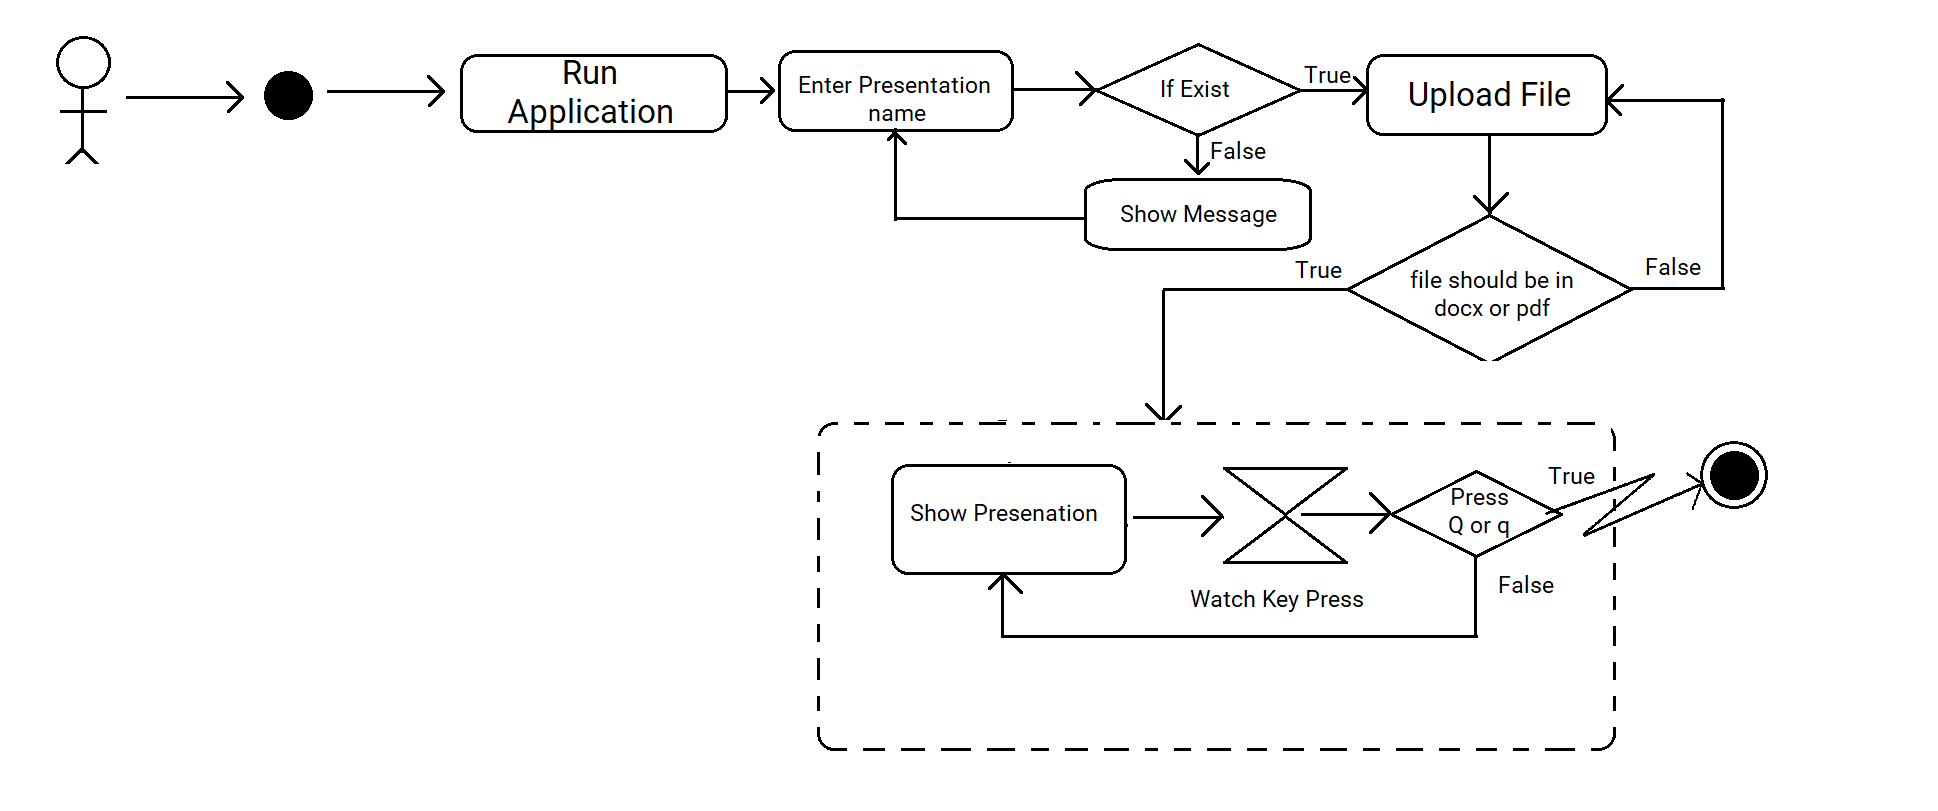 Run
Application
Enter Presentation
name
If Exist
True
Upload File
False
Show Message
True
file should be in
docx or pdf
False
Show Presenation
Watch Key Press
Press
Q or q
True
False